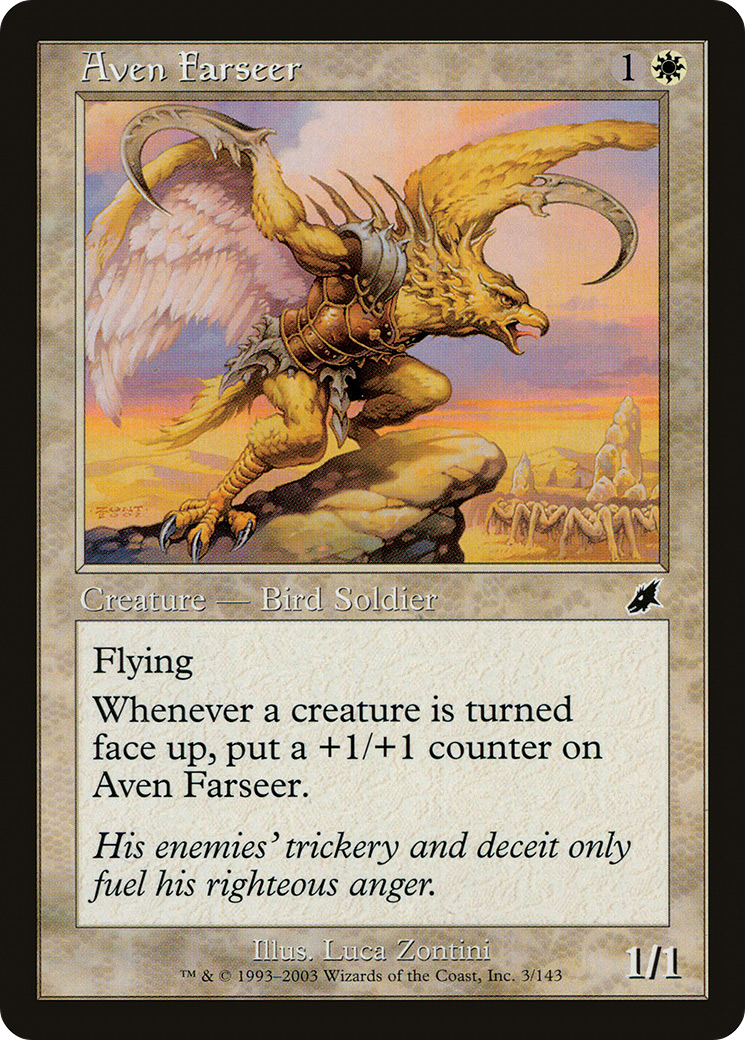 Aven Farseer 1
ZONT
Creature — Bird Soldier
Flying
Whenever a creature is turned
face up, put a +1/+1 counter on
Aven Farseer.
His enemies' trickery and deceit only
fuel his righteous anger.
Illus. Luca Zontini
™ & © 1993–2003 Wizards of the Coast, Inc. 3/143
1/1